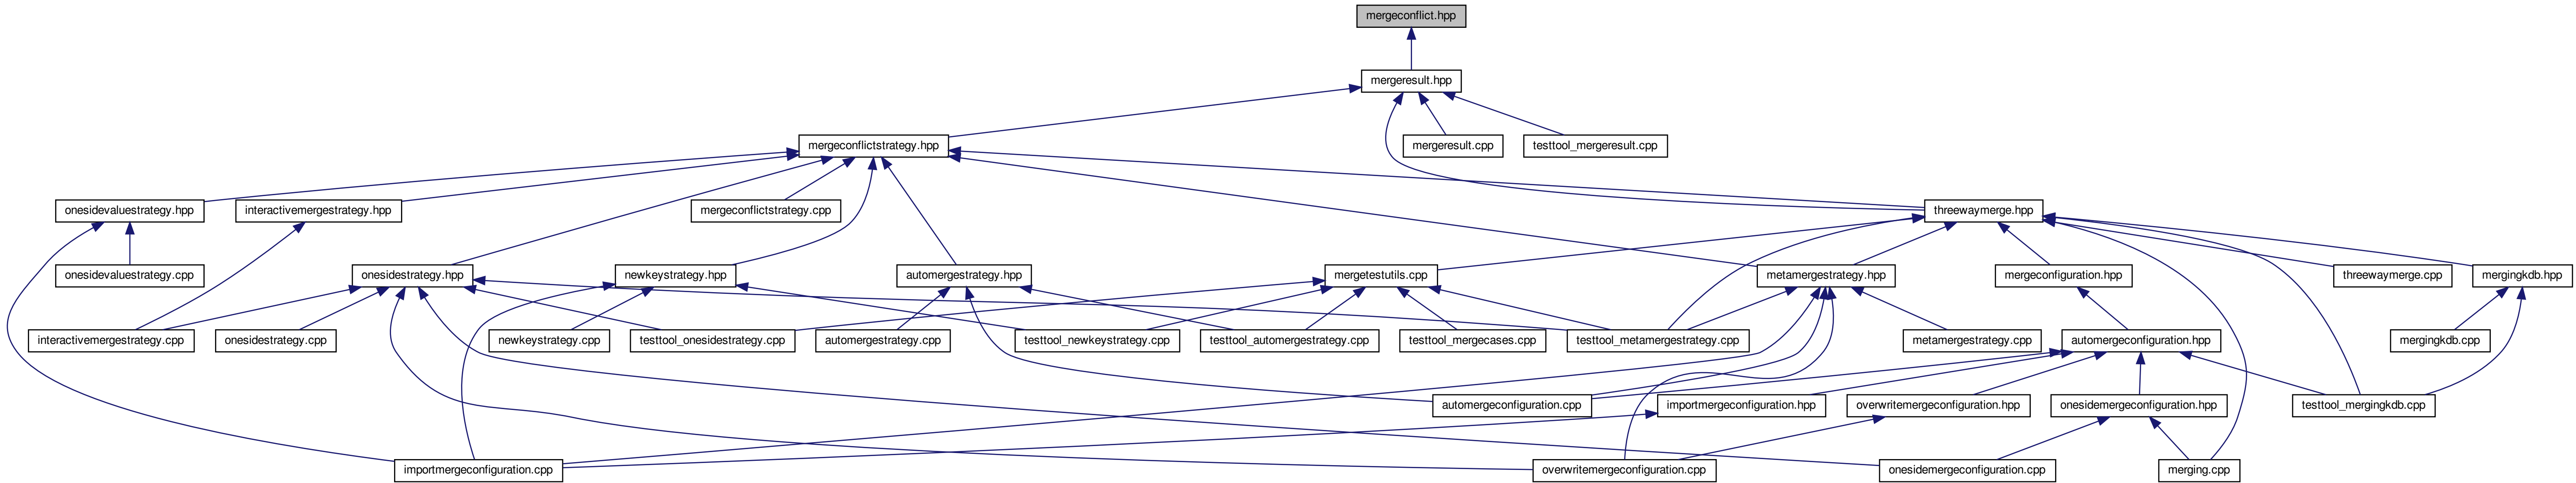 mergeconflict.hpp
mergeresult.hpp
mergeconflictstrategy.hpp
mergeresult.cpp
testtool_mergeresult.cpp
onesidevaluestrategy.hpp
interactivemergestrategy.hpp
mergeconflictstrategy.cpp
threewaymerge.hpp
onesidevaluestrategy.cpp
onesidestrategy.hpp
newkeystrategy.hpp
automergestrategy.hpp
mergetestutils.cpp
metamergestrategy.hpp
mergeconfiguration.hpp
threewaymerge.cpp
mergingkdb.hpp
interactivemergestrategy.cpp
onesidestrategy.cpp
newkeystrategy.cpp
testtool_onesidestrategy.cpp
automergestrategy.cpp
testtool_newkeystrategy.cpp
testtool_automergestrategy.cpp
testtool_mergecases.cpp
testtool_metamergestrategy.cpp
metamergestrategy.cpp
automergeconfiguration.hpp
mergingkdb.cpp
automergeconfiguration.cpp
importmergeconfiguration.hpp
overwritemergeconfiguration.hpp
onesidemergeconfiguration.hpp
testtool_mergingkdb.cpp
importmergeconfiguration.cpp
overwritemergeconfiguration.cpp
onesidemergeconfiguration.cpp
merging.cpp